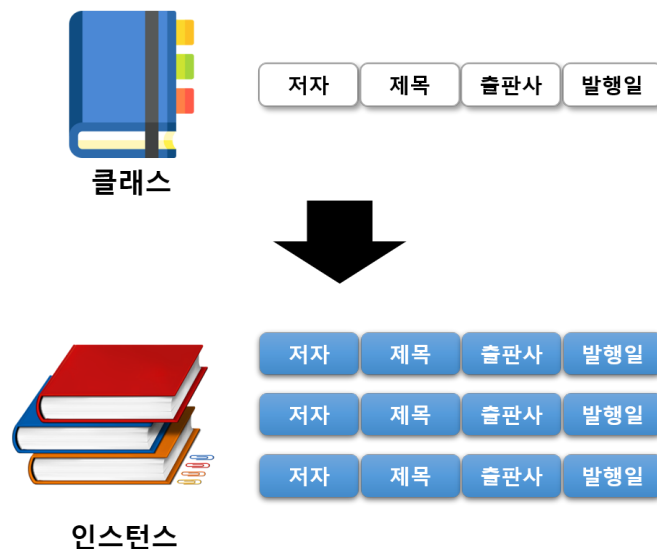 저자 제목 출판사 발행일
클래스
저자 제목 출판사 발행일
저자 제목 출판사 발행일
저자 제목 출판사 발행일
인스턴스